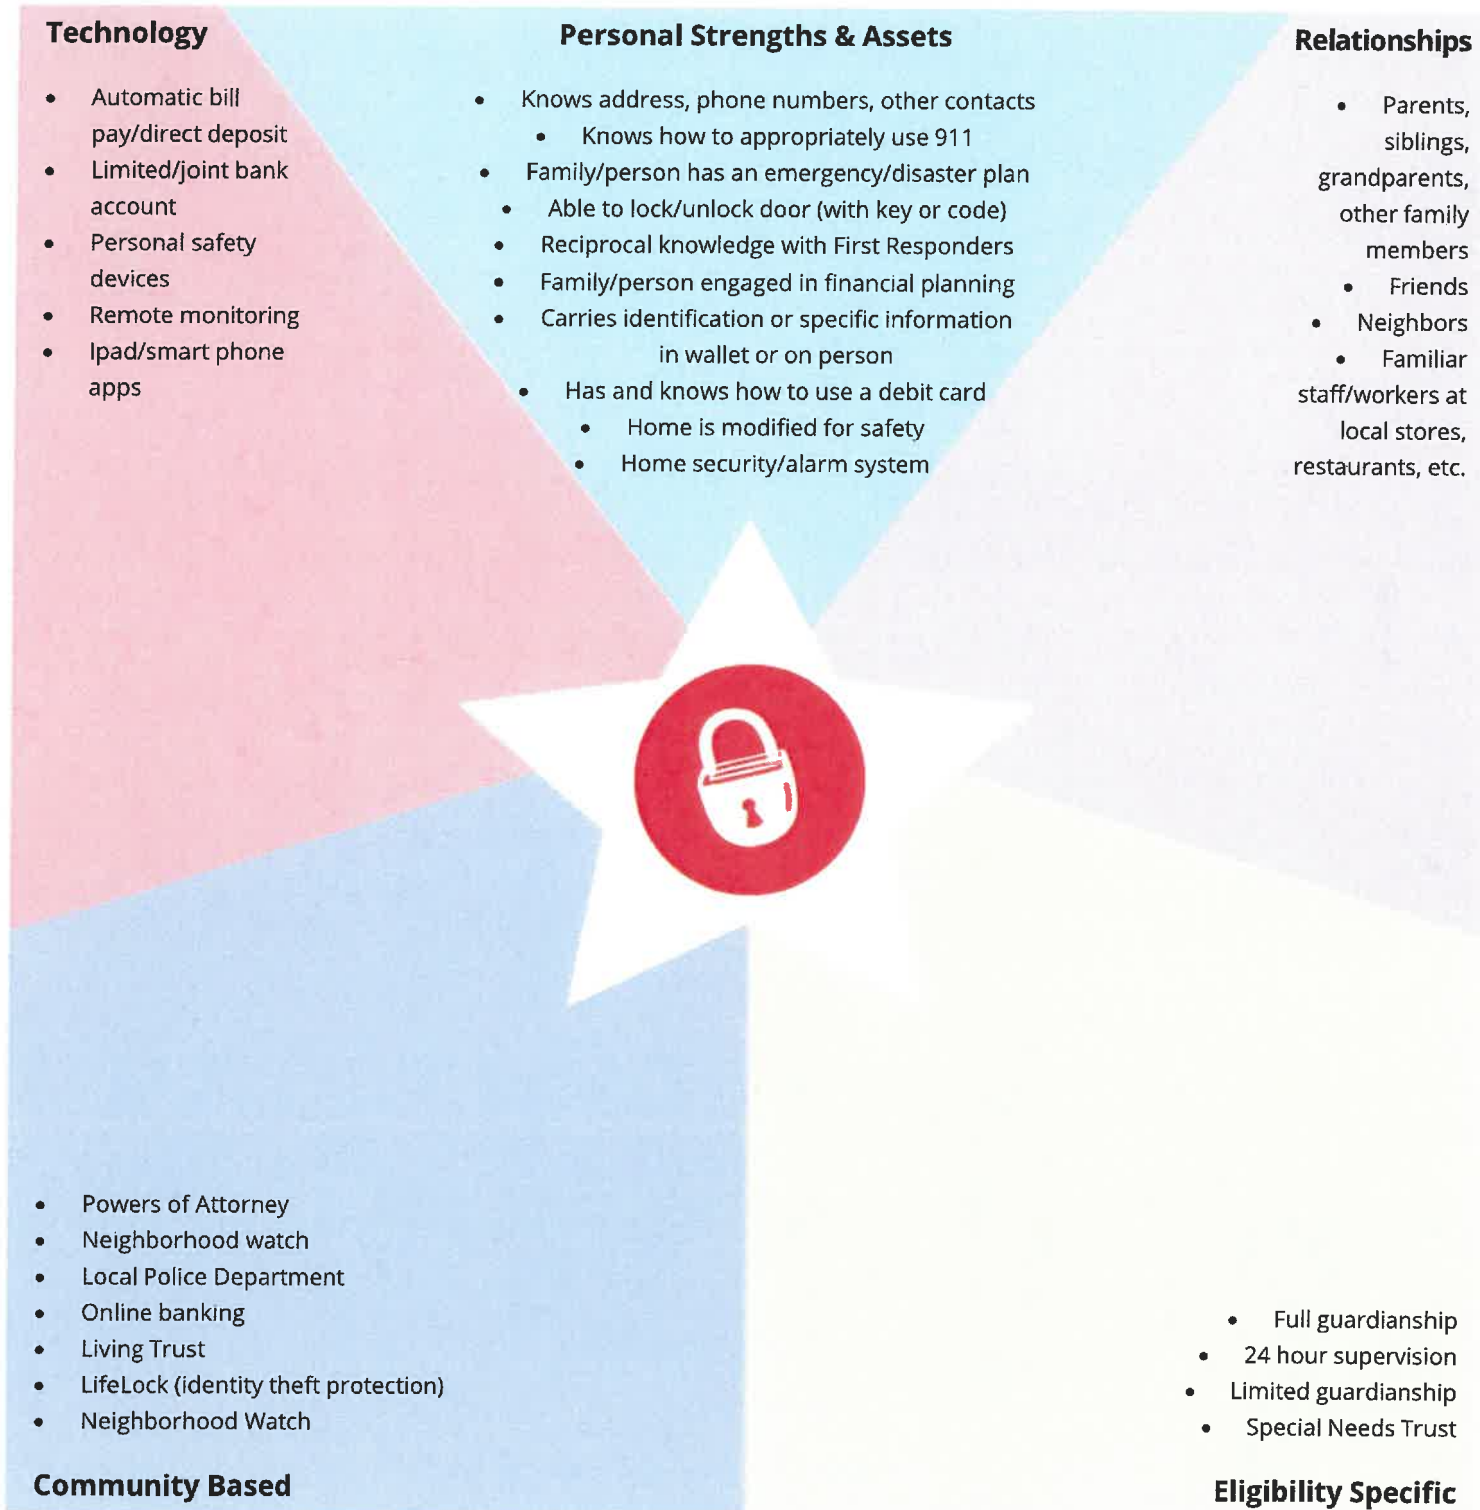 Technology
• Automatic bill
pay/direct deposit
• Limited/joint bank
account
• Personal safety
devices
• Remote monitoring
• Ipad/smart phone
apps
Personal Strengths & Assets
• Knows address, phone numbers, other contacts
• Knows how to appropriately use 911
• Family/person has an emergency/disaster plan
• Able to lock/unlock door (with key or code)
• Reciprocal knowledge with First Responders
• Family/person engaged in financial planning
• Carries identification or specific information
in wallet or on person
• Has and knows how to use a debit card
• Home is modified for safety
• Home security/alarm system
Relationships
• Parents,
siblings,
grandparents,
other family
members
• Friends
• Neighbors
• Familiar
staff/workers at
local stores,
restaurants, etc.
• Powers of Attorney
• Neighborhood watch
• Local Police Department
• Online banking
• Living Trust
• LifeLock (identity theft protection)
• Neighborhood Watch
Community Based
• Full guardianship
• 24 hour supervision
• Limited guardianship
• Special Needs Trust
Eligibility Specific